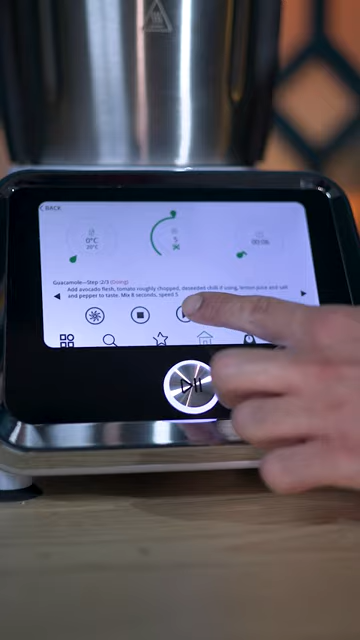 BACK
0°C
20°C
5
00:06
Guacamole—Step :2/3 (Doing)
Add avocado flesh, tomato roughly chopped, deseeded chilli if using, lemon juice and salt
and pepper to taste. Mix 8 seconds, speed 5